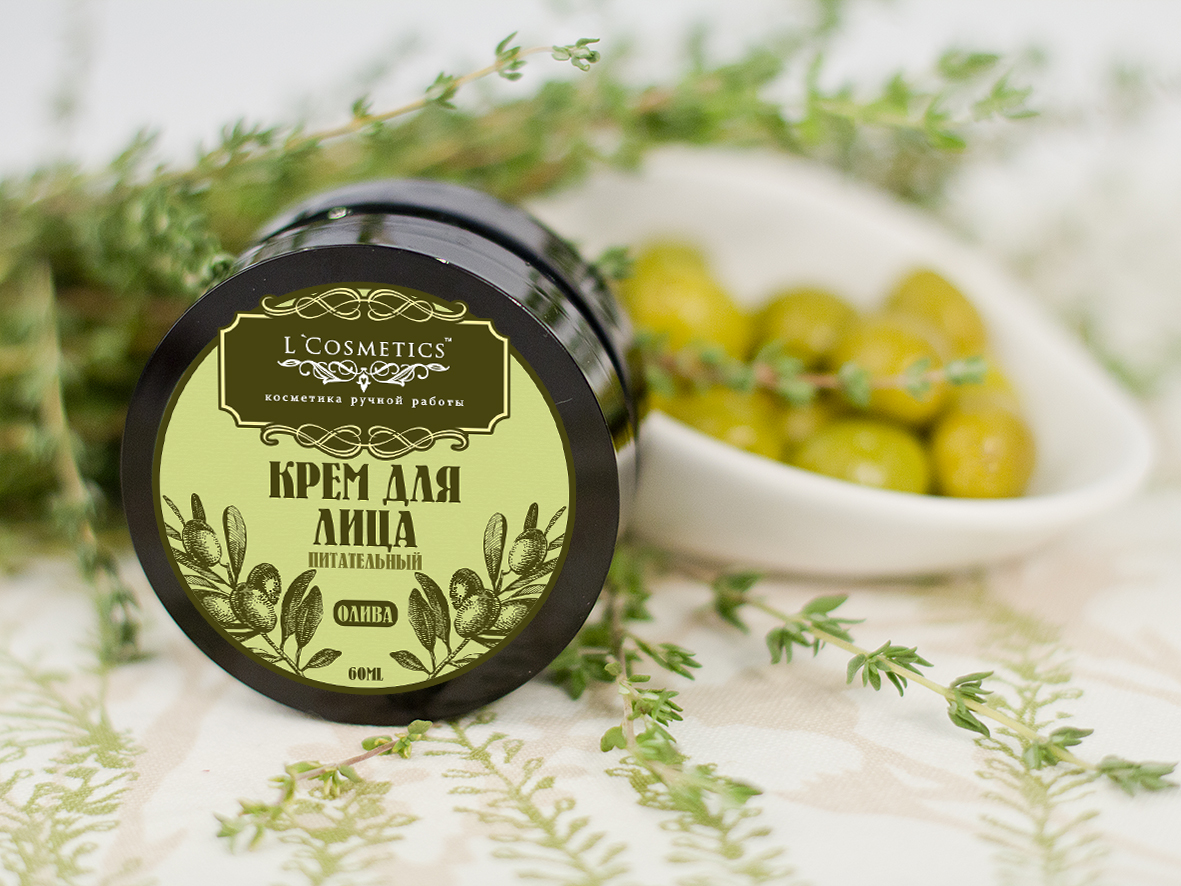 L`COSMETICS™
косметика ручной работы
КРЕМ ДЛЯ
ЛИЦА
ПИТАТЕЛЬНЫЙ
ОЛИВА
60ML